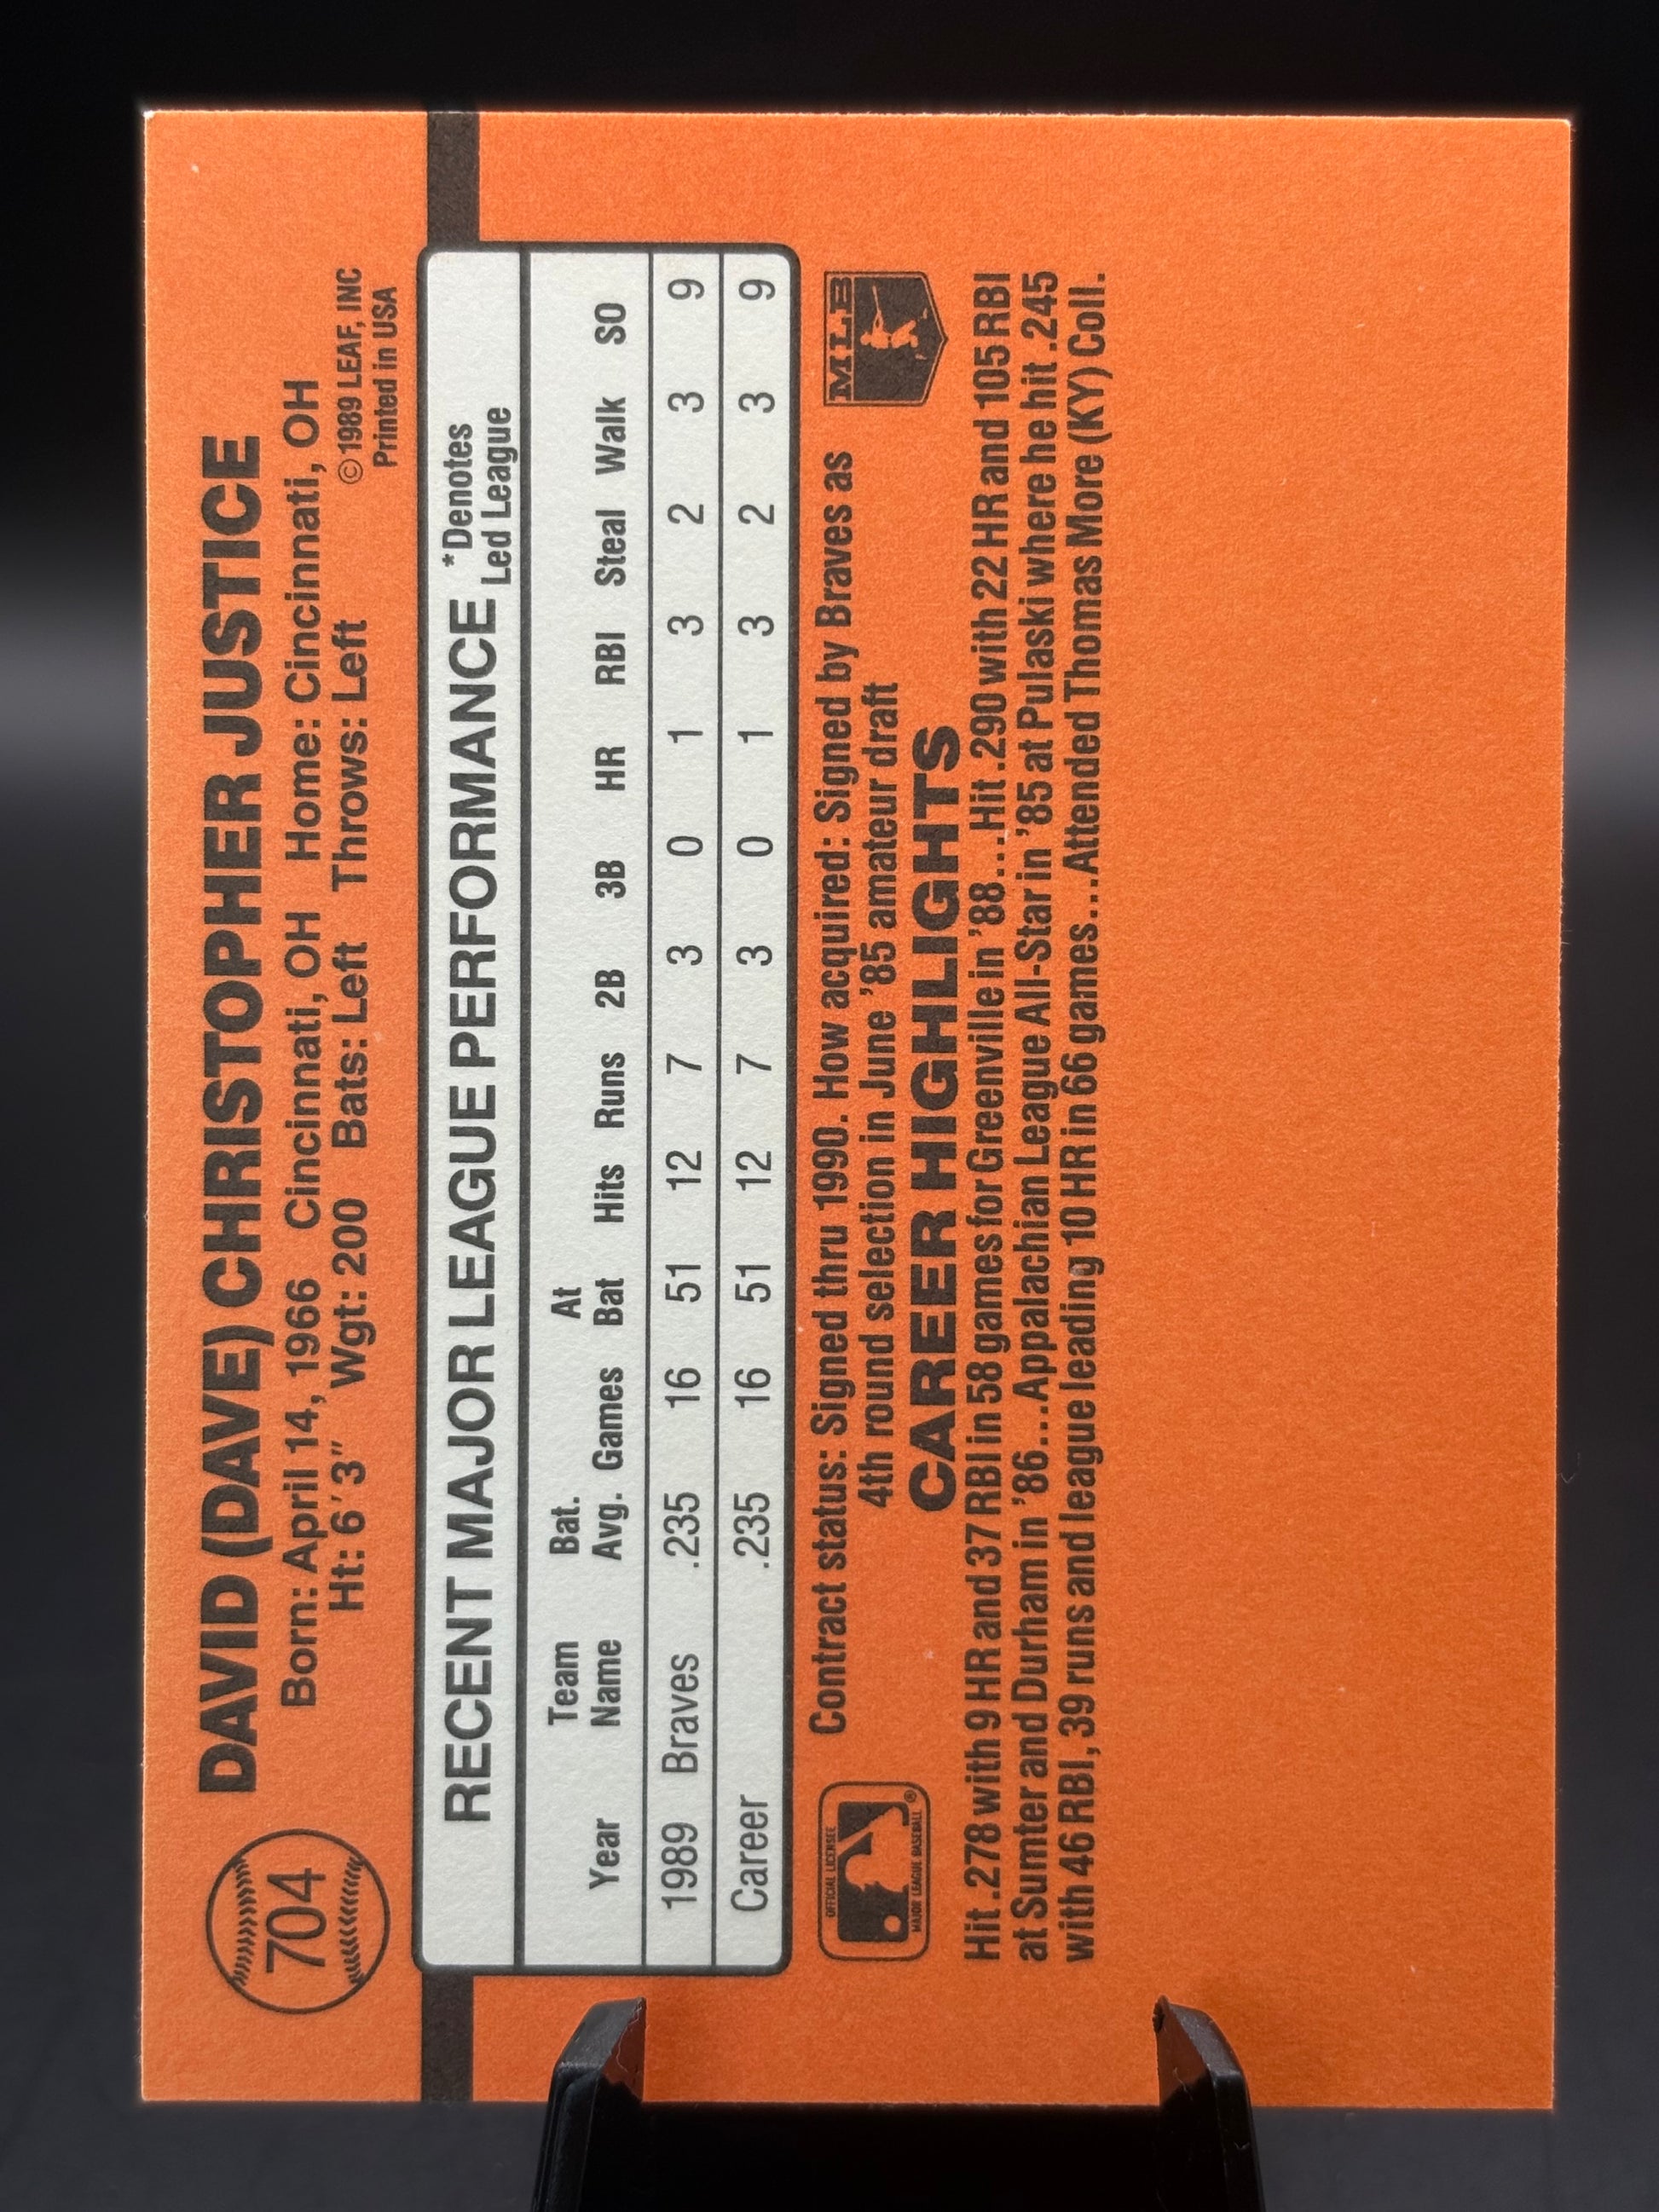 704
DAVID (DAVE) CHRISTOPHER JUSTICE
Born: April 14, 1966 Cincinnati, OH Home: Cincinnati, OH
Ht: 6′3″ Wgt: 200 Bats: Left Throws: Left
© 1989 LEAF, INC
Printed in USA
RECENT MAJOR LEAGUE PERFORMANCE
*Denotes
Led League
Year Team Name Bat. Avg. Games At Bat Hits Runs 2B 3B HR RBI Steal Walk SO
1989 Braves .235 16 51 12 7 3 0 1 3 2 3 9
Career .235 16 51 12 7 3 0 1 3 2 3 9
OFFICIAL LICENSEE
MAJOR LEAGUE BASEBALL ®
Contract status: Signed thru 1990. How acquired: Signed by Braves as
4th round selection in June '85 amateur draft
MLB
CAREER HIGHLIGHTS
Hit .278 with 9 HR and 37 RBI in 58 games for Greenville in '88...Hit .290 with 22 HR and 105 RBI
at Sumter and Durham in '86...Appalachian League All-Star in '85 at Pulaski where he hit .245
with 46 RBI, 39 runs and league leading 10 HR in 66 games...Attended Thomas More (KY) Coll.